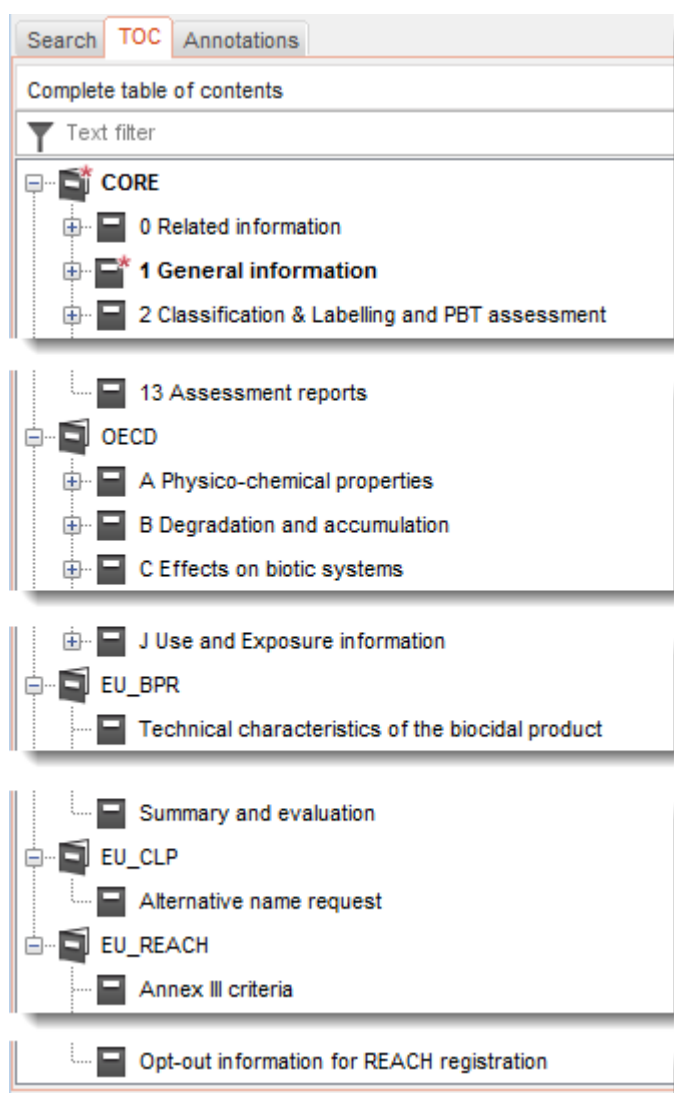 Search TOC Annotations
Complete table of contents
Text filter
CORE
0 Related information
1 General information
2 Classification & Labelling and PBT assessment
13 Assessment reports
OECD
A Physico-chemical properties
B Degradation and accumulation
C Effects on biotic systems
J Use and Exposure information
EU_BPR
Technical characteristics of the biocidal product
Summary and evaluation
EU_CLP
Alternative name request
EU_REACH
Annex III criteria
Opt-out information for REACH registration